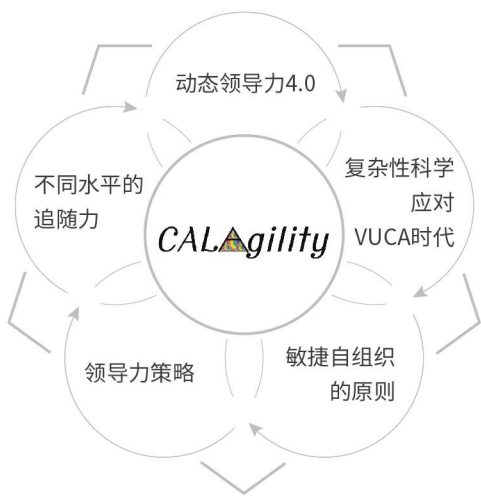 动态领导力4.0
复杂性科学
应对
VUCA时代
敏捷自组织
的原则
领导力策略
不同水平的
追随力
CALAgility